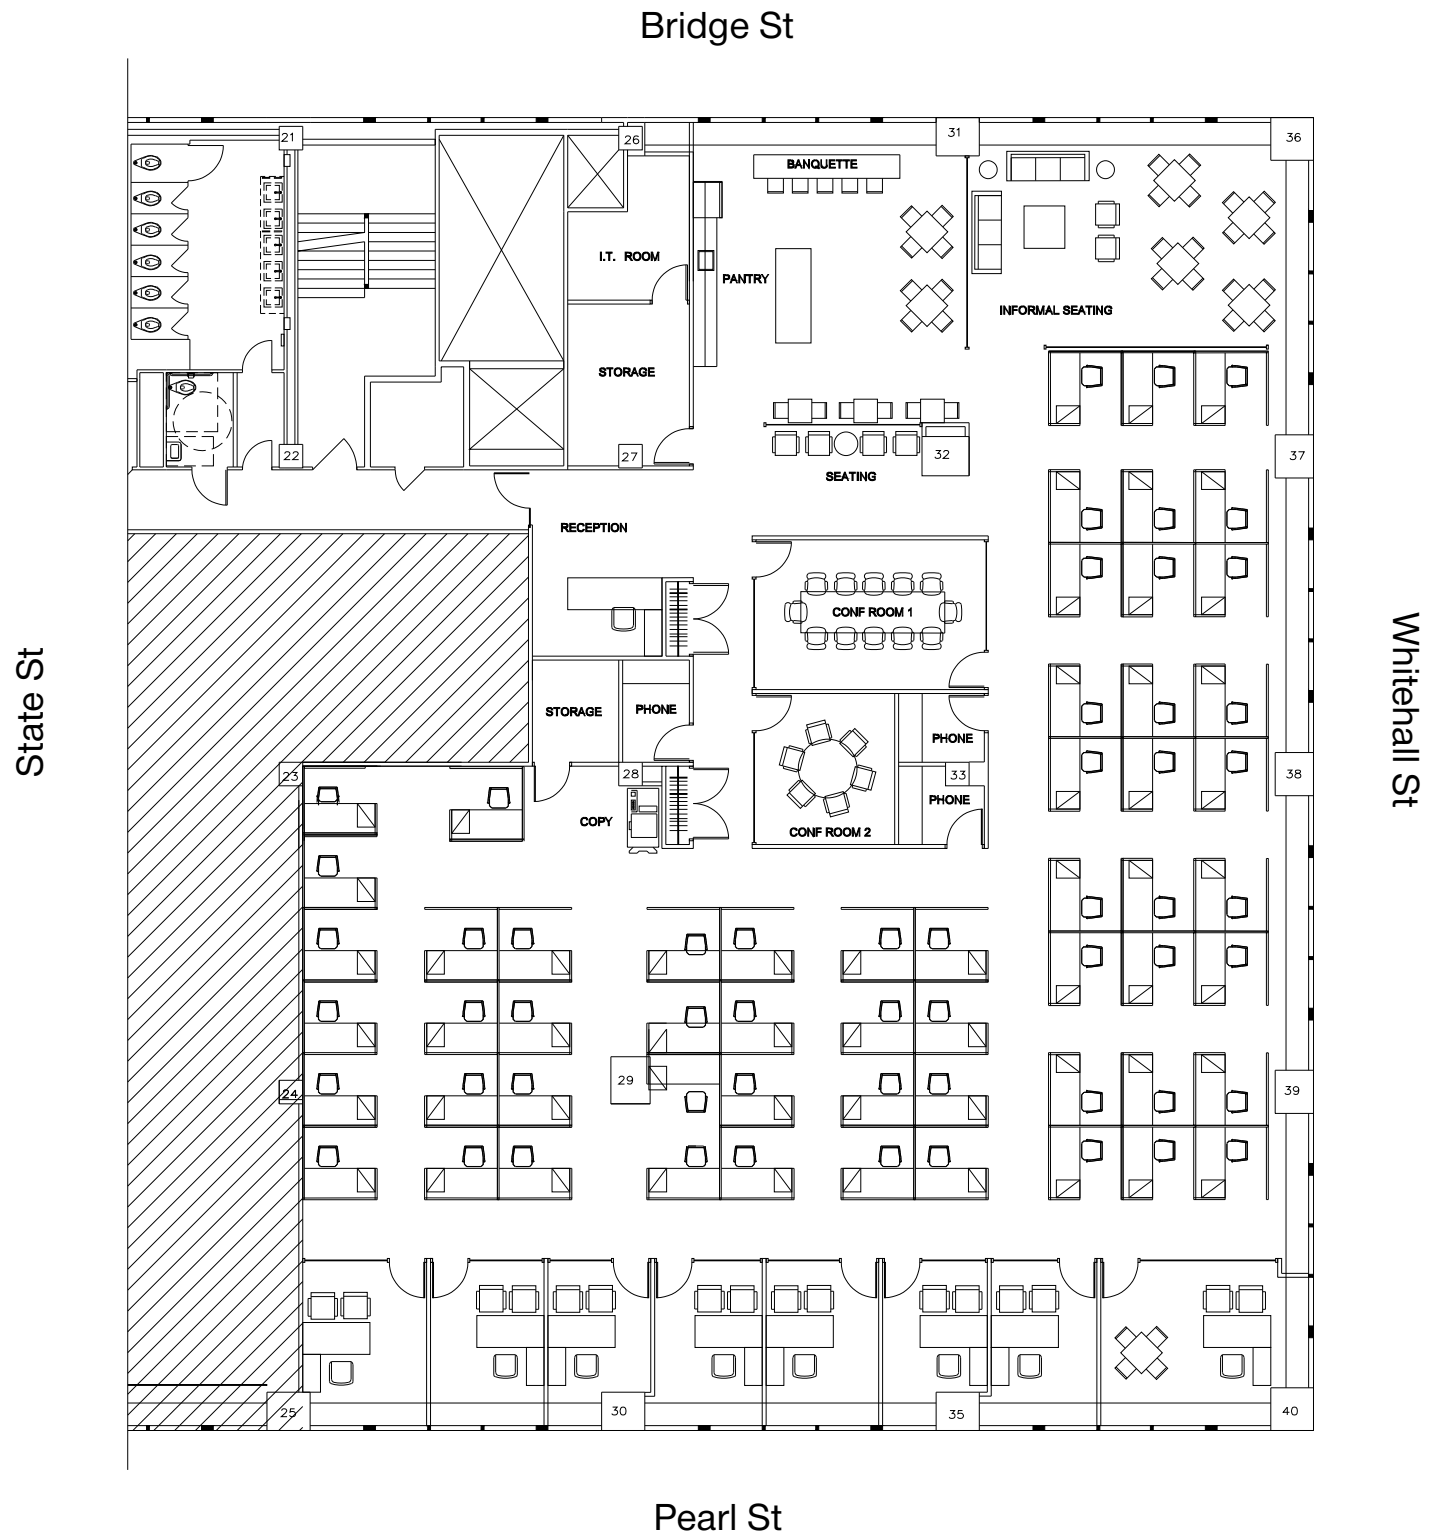 Bridge St
21
26
31
36
BANQUETTE
I.T. ROOM
PANTRY
INFORMAL SEATING
STORAGE
22
27
32
37
SEATING
RECEPTION
CONF ROOM 1
State St
Whitehall St
STORAGE
PHONE
PHONE
23
28
33
38
PHONE
COPY
CONF ROOM 2
29
24
39
25
30
35
40
Pearl St